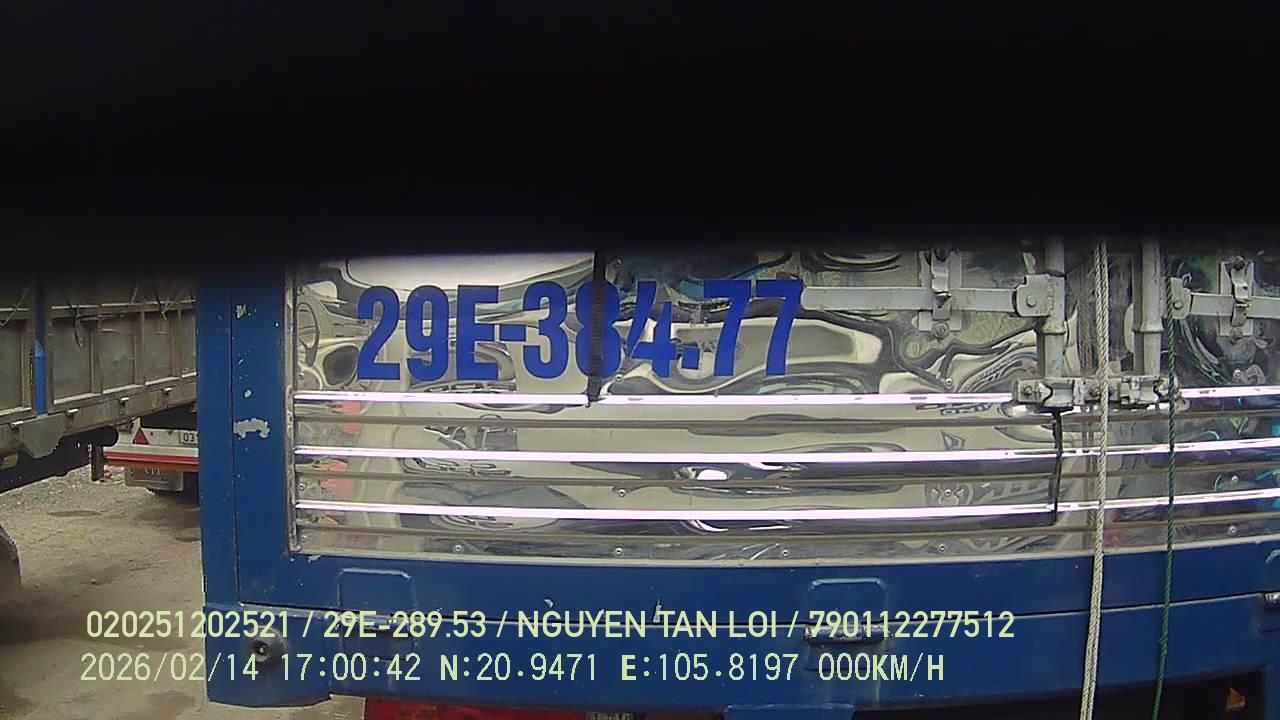 29E-384.77
03
020251202521 / 29E-289.53 / NGUYEN TAN LOI / 790112277512
2026/02/14 17:00:42 N:20.9471 E:105.8197 000KM/H